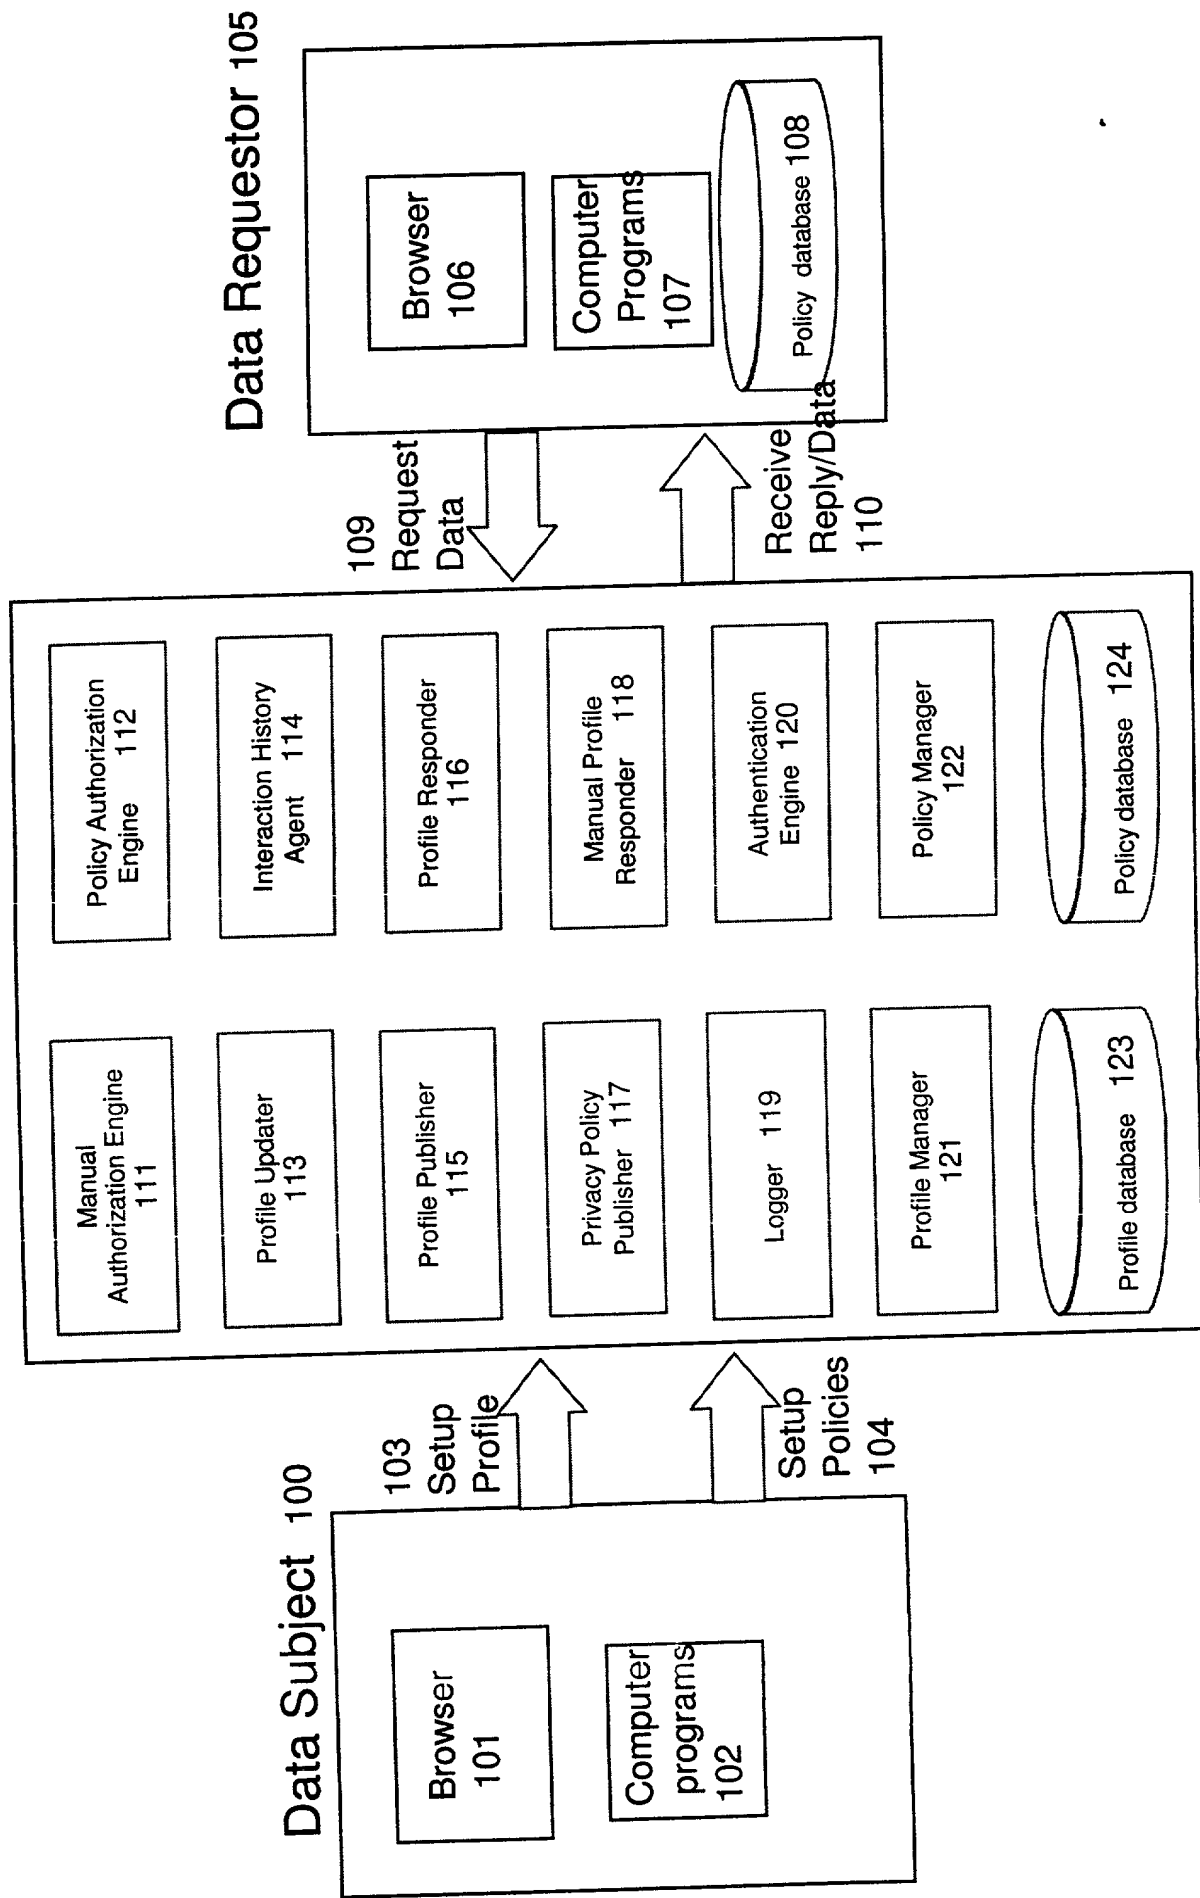 Data Subject 100
Browser
101
Computer
programs
102
103
Setup
Profile
Setup
Policies
104
Manual
Authorization Engine
111
Policy Authorization
Engine 112
Profile Updater
113
Interaction History
Agent 114
Profile Publisher
115
Profile Responder
116
Privacy Policy
Publisher 117
Manual Profile
Responder 118
Logger 119
Authentication
Engine 120
Profile Manager
121
Policy Manager
122
Profile database 123
Policy database 124
109
Request
Data
Receive
Reply/Data
110
Data Requestor 105
Browser
106
Computer
Programs
107
Policy database 108